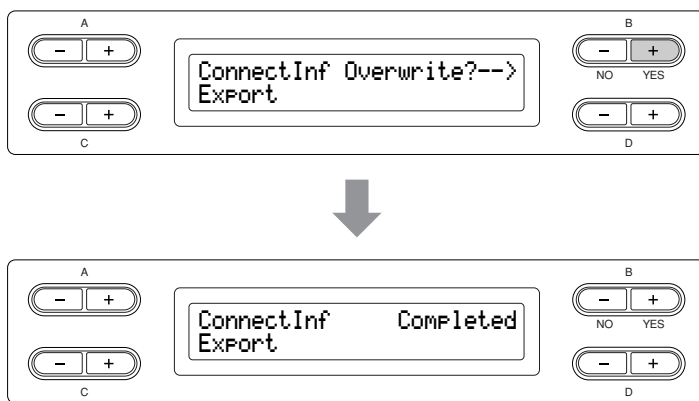 A B
- + ConnectInf Overwrite?--> - +
Export NO YES
- + - +
C D
A B
- + ConnectInf Completed - +
Export NO YES
- + - +
C D